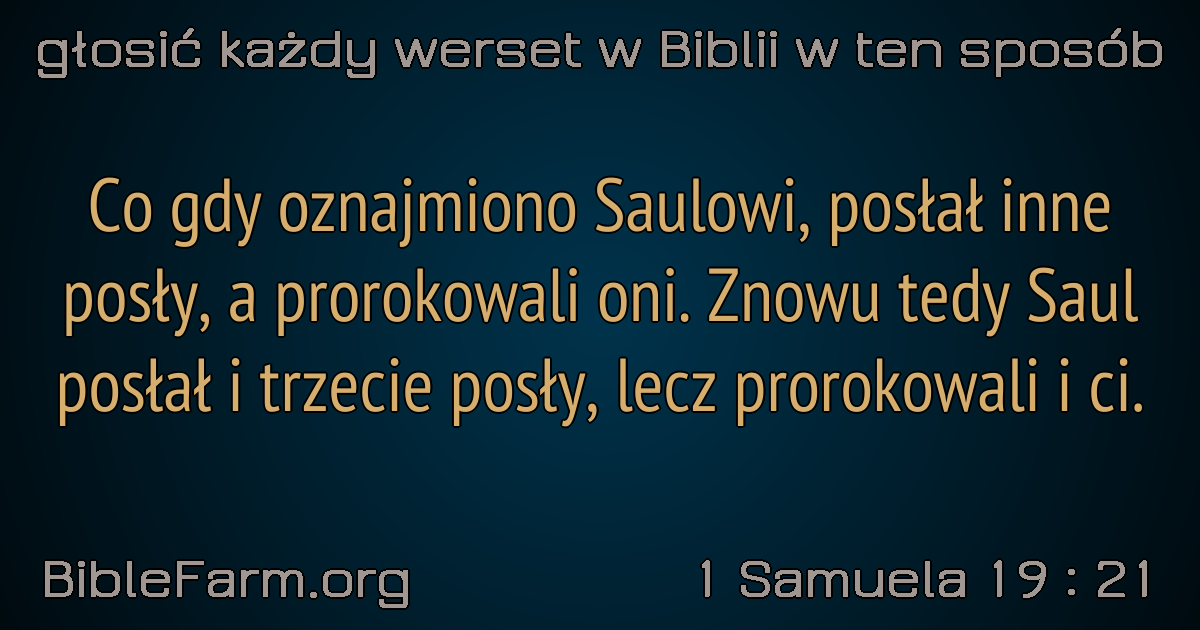 głosić każdy werset w Biblii w ten sposób
Co gdy oznajmiono Saulowi, posłał inne
posły, a prorokowali oni. Znowu tedy Saul
posłał i trzecie posły, lecz prorokowali i ci.
BibleFarm.org
1 Samuela 19 : 21